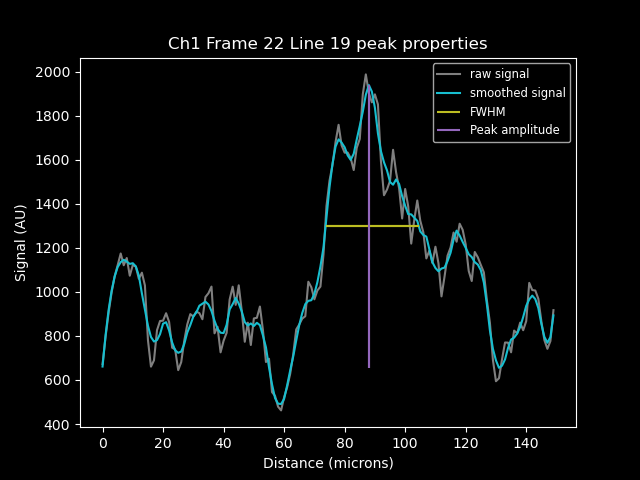 Ch1 Frame 22 Line 19 peak properties
raw signal
smoothed signal
FWHM
Peak amplitude
Signal (AU)
2000
1800
1600
1400
1200
1000
800
600
400
0 20 40 60 80 100 120 140
Distance (microns)